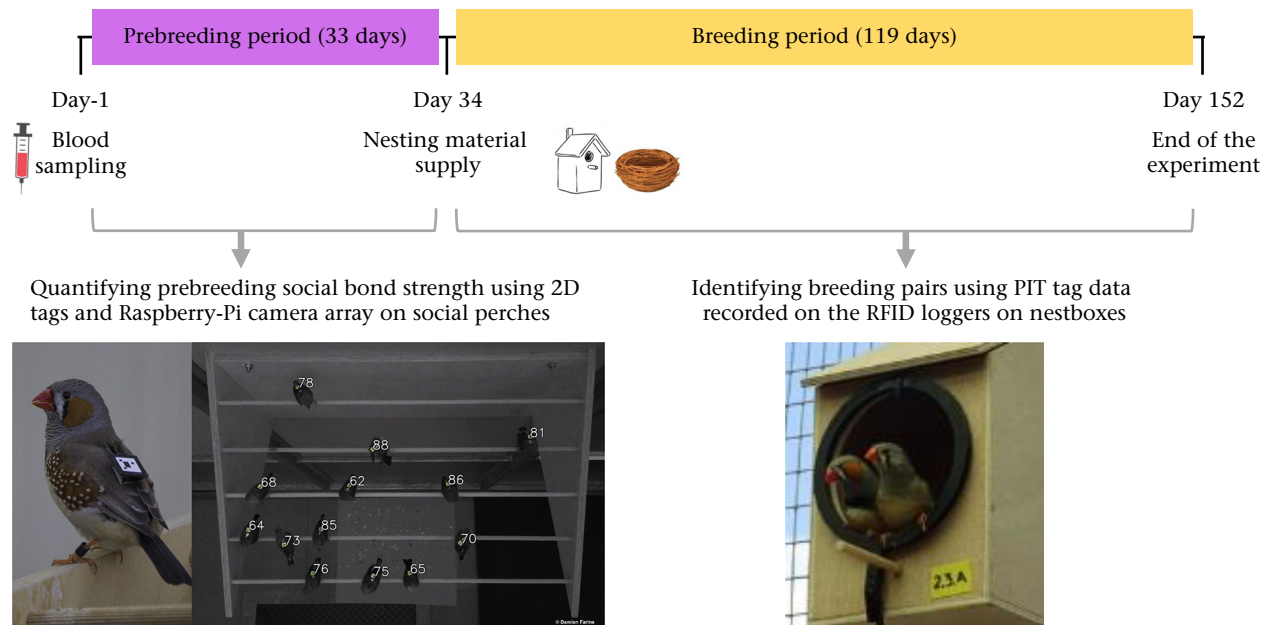 Prebreeding period (33 days)
Breeding period (119 days)
Day-1
Day 34
Day 152
Blood
sampling
Nesting material
supply
End of the
experiment
Quantifying prebreeding social bond strength using 2D
tags and Raspberry-Pi camera array on social perches
Identifying breeding pairs using PIT tag data
recorded on the RFID loggers on nestboxes
78
81
88
68
62
86
64
85
73
70
76
75
65
© Damien Farine
2.3.A